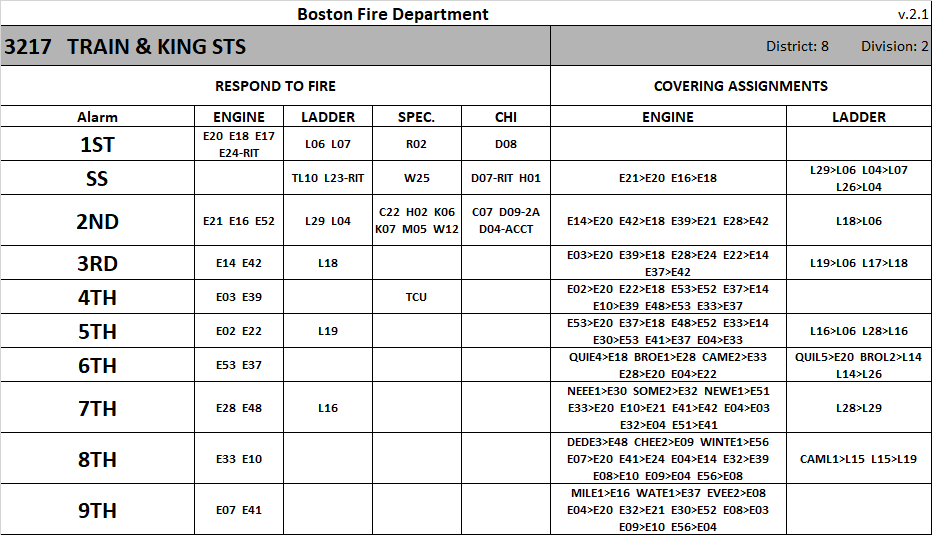 Boston Fire Department v.2.1
3217 TRAIN & KING STS District: 8 Division: 2
RESPOND TO FIRE COVERING ASSIGNMENTS
Alarm ENGINE LADDER SPEC. CHI ENGINE LADDER
1ST E20 E18 E17 L06 L07 R02 D08
E24-RIT
SS TL10 L23-RIT W25 D07-RIT H01 E21>E20 E16>E18 L29>L06 L04>L07
L26>L04
2ND E21 E16 E52 L29 L04 C22 H02 K06 C07 D09-2A E14>E20 E42>E18 E39>E21 E28>E42 L18>L06
K07 M05 W12 D04-ACCT
3RD E14 E42 L18 E03>E20 E39>E18 E28>E24 E22>E14 L19>L06 L17>L18
E37>E42
4TH E03 E39 TCU E02>E20 E22>E18 E53>E52 E37>E14
E10>E39 E48>E53 E33>E37
5TH E02 E22 L19 E53>E20 E37>E18 E48>E52 E33>E14 L16>L06 L28>L16
E30>E53 E41>E37 E04>E33
6TH E53 E37 QUIE4>E18 BROE1>E28 CAME2>E33 QUIL5>E20 BROL2>L14
E28>E20 E04>E22 L14>L26
7TH E28 E48 L16 NEEE1>E30 SOME2>E32 NEWE1>E51 L28>L29
E33>E20 E10>E21 E41>E42 E04>E03
E32>E04 E51>E41
8TH E33 E10 DEDE3>E48 CHEE2>E09 WINTE1>E56 CAML1>L15 L15>L19
E07>E20 E41>E24 E04>E14 E32>E39
E08>E10 E09>E04 E56>E08
9TH E07 E41 MILE1>E16 WATE1>E37 EVEE2>E08
E04>E20 E32>E21 E30>E52 E08>E03
E09>E10 E56>E04